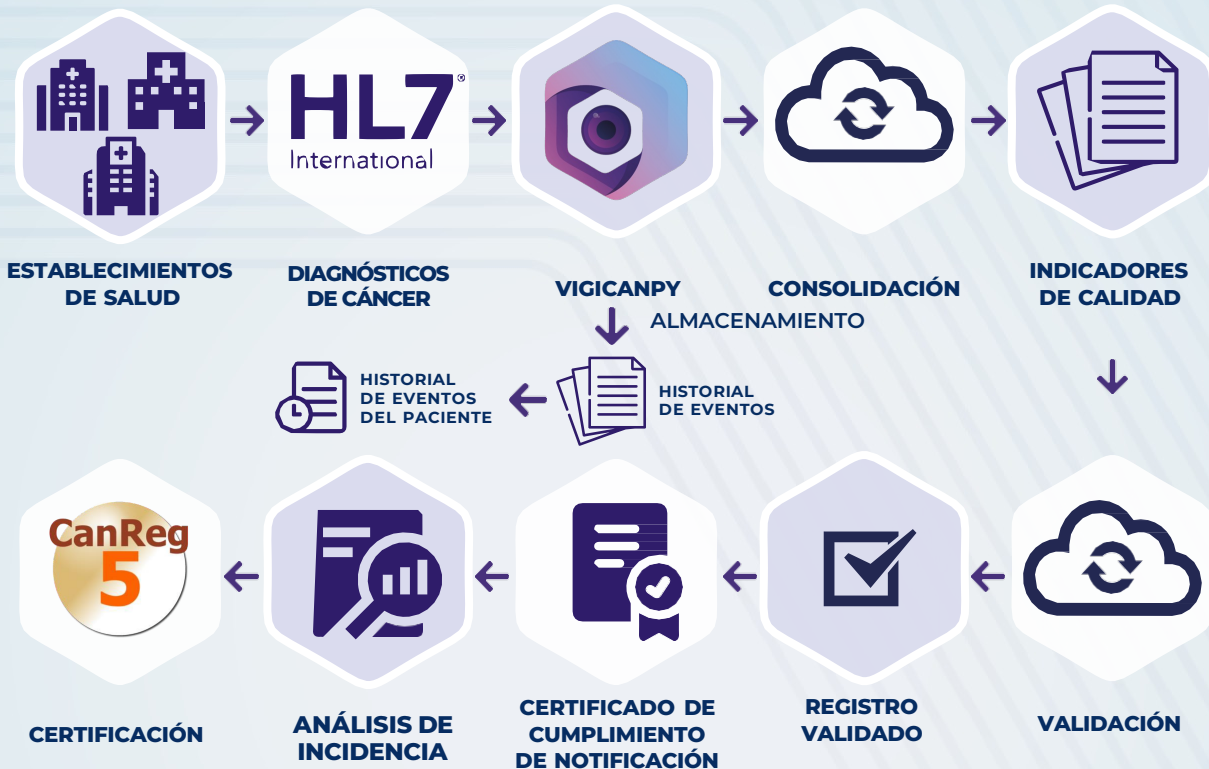 HL7®
International
ESTABLECIMIENTOS
DE SALUD
DIAGNÓSTICOS
DE CÁNCER
VIGICANPY
CONSOLIDACIÓN
INDICADORES
DE CALIDAD
ALMACENAMIENTO
HISTORIAL
DE EVENTOS
DEL PACIENTE
HISTORIAL
DE EVENTOS
CanReg
5
CERTIFICACIÓN
ANÁLISIS DE
INCIDENCIA
CERTIFICADO DE
CUMPLIMIENTO
DE NOTIFICACIÓN
REGISTRO
VALIDADO
VALIDACIÓN